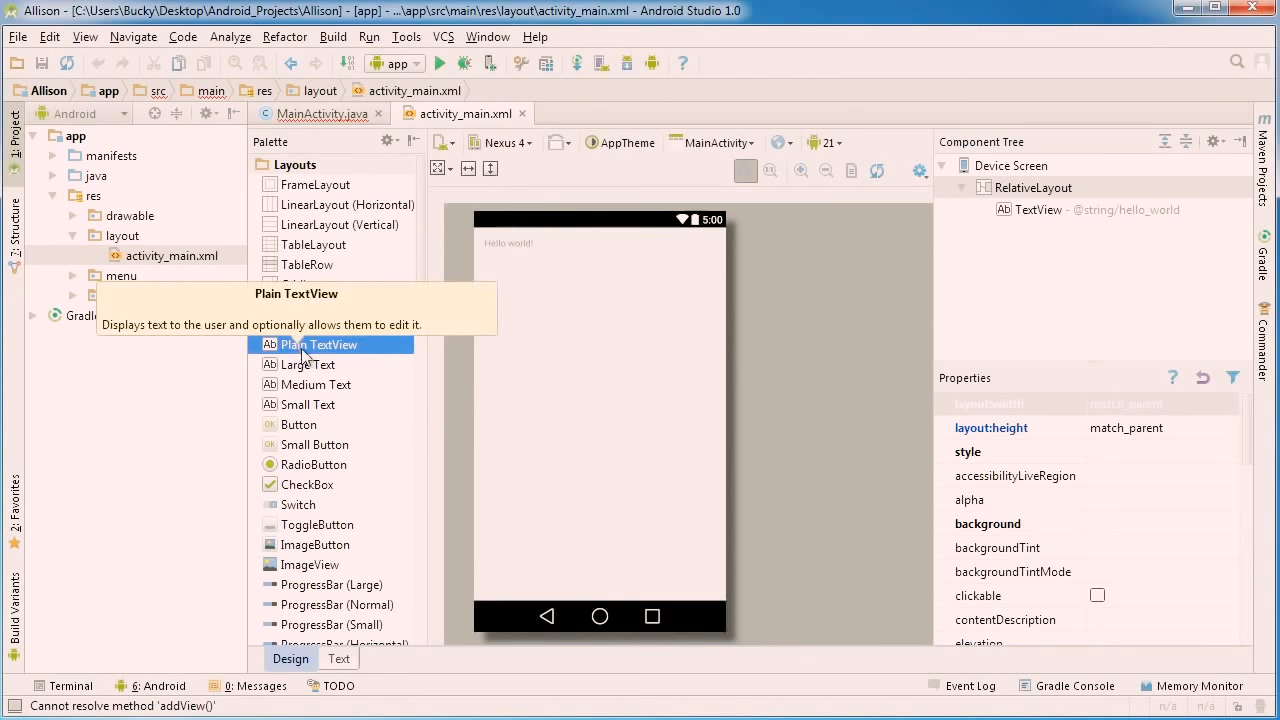 Allison - [C:\Users\Bucky\Desktop\Android_Projects\Allison] - [app] - ...\app\src\main\res\layout\activity_main.xml - Android Studio 1.0
File Edit View Navigate Code Analyze Refactor Build Run Tools VCS Window Help
app
Allison app src main res layout activity_main.xml
Android MainActivity.java activity_main.xml
1: Project
7: Structure
2: Favorites
Build Variants
app
manifests
java
res
drawable
layout
activity_main.xml
menu
Gradle
Palette
Layouts
FrameLayout
LinearLayout (Horizontal)
LinearLayout (Vertical)
TableLayout
TableRow
Plain TextView
Displays text to the user and optionally allows them to edit it.
Plain TextView
Large Text
Medium Text
Small Text
Button
Small Button
RadioButton
CheckBox
Switch
ToggleButton
ImageButton
ImageView
ProgressBar (Large)
ProgressBar (Normal)
ProgressBar (Small)
ProgressBar (Horizontal)
Design Text
Nexus 4 AppTheme MainActivity 21
5:00
Hello world!
Component Tree
Device Screen
RelativeLayout
Ab TextView - @string/hello_world
Properties
layout:width match_parent
layout:height match_parent
style
accessibilityLiveRegion
alpha
background
backgroundTint
backgroundTintMode
clickable
contentDescription
elevation
Maven Projects
Gradle
Commander
Terminal 6: Android 0: Messages TODO Event Log Gradle Console Memory Monitor
Cannot resolve method 'addView()' n/a n/a